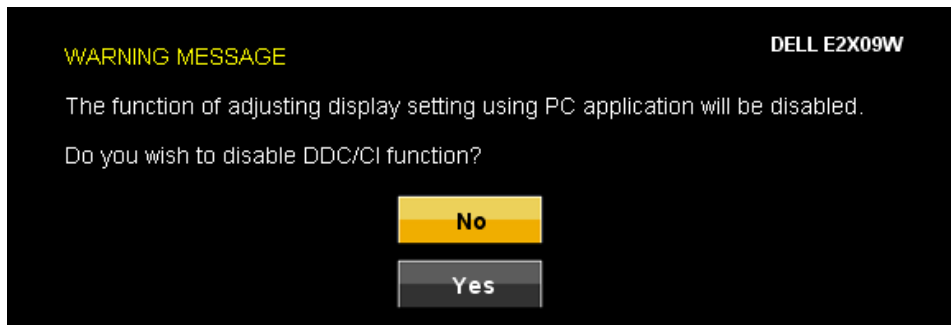 DELL E2X09W
WARNING MESSAGE
The function of adjusting display setting using PC application will be disabled.
Do you wish to disable DDC/CI function?
No
Yes